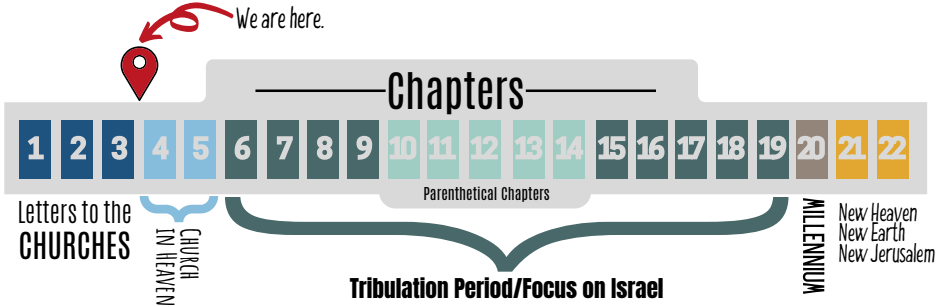 We are here.
Chapters
1 2 3 4 5 6 7 8 9 10 11 12 13 14 15 16 17 18 19 20 21 22
Parenthetical Chapters
Letters to the
CHURCHES
CHURCH
IN HEAVEN
Tribulation Period/Focus on Israel
MILLENNIUM
New Heaven
New Earth
New Jerusalem